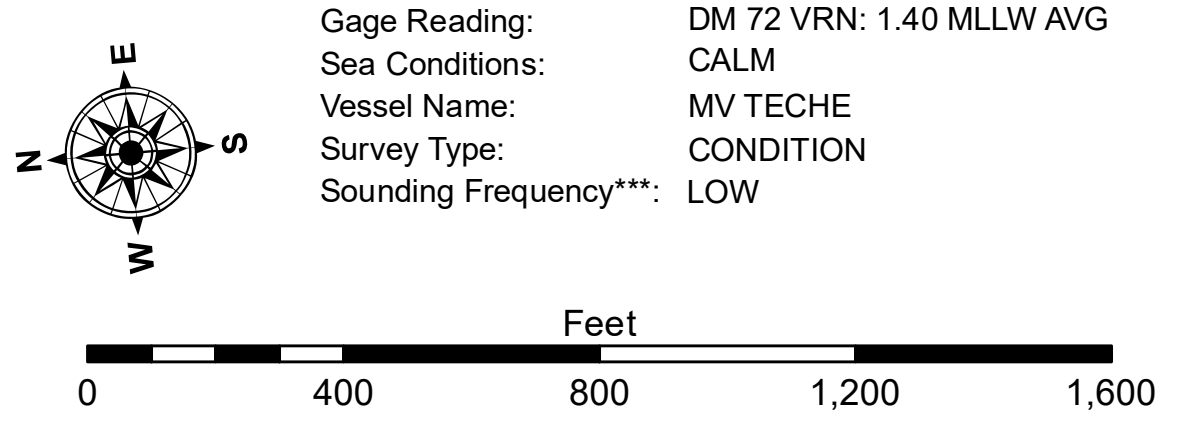 Gage Reading: DM 72 VRN: 1.40 MLLW AVG
Sea Conditions: CALM
Vessel Name: MV TECHE
Survey Type: CONDITION
Sounding Frequency***: LOW
E
N S
W
Feet
0 400 800 1,200 1,600